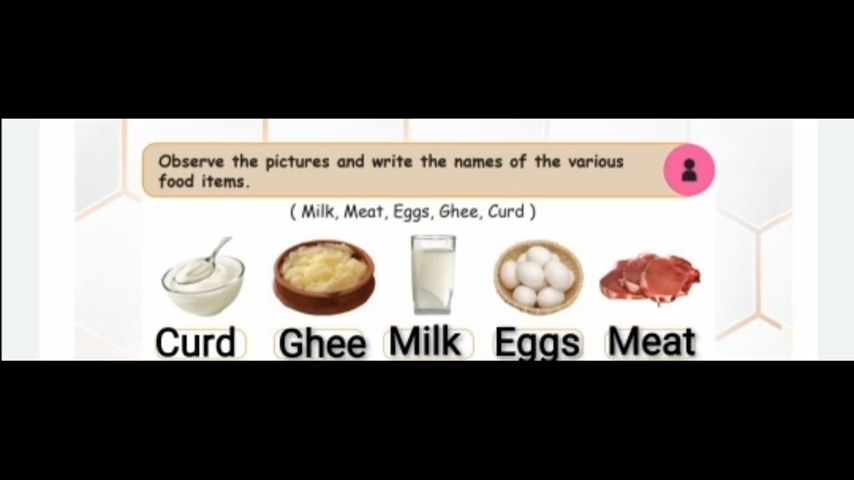 Observe the pictures and write the names of the various
food items.
( Milk, Meat, Eggs, Ghee, Curd )
Curd Ghee Milk Eggs Meat